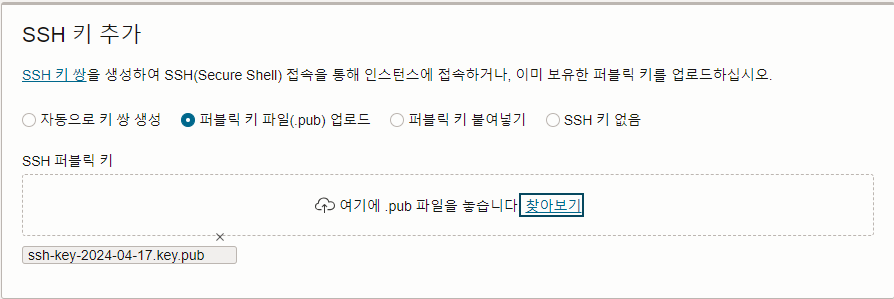 SSH 키 추가
SSH 키 쌍을 생성하여 SSH(Secure Shell) 접속을 통해 인스턴스에 접속하거나, 이미 보유한 퍼블릭 키를 업로드하십시오.
자동으로 키 쌍 생성 퍼블릭 키 파일(.pub) 업로드 퍼블릭 키 붙여넣기 SSH 키 없음
SSH 퍼블릭 키
여기에 .pub 파일을 놓습니다 찾아보기
ssh-key-2024-04-17.key.pub